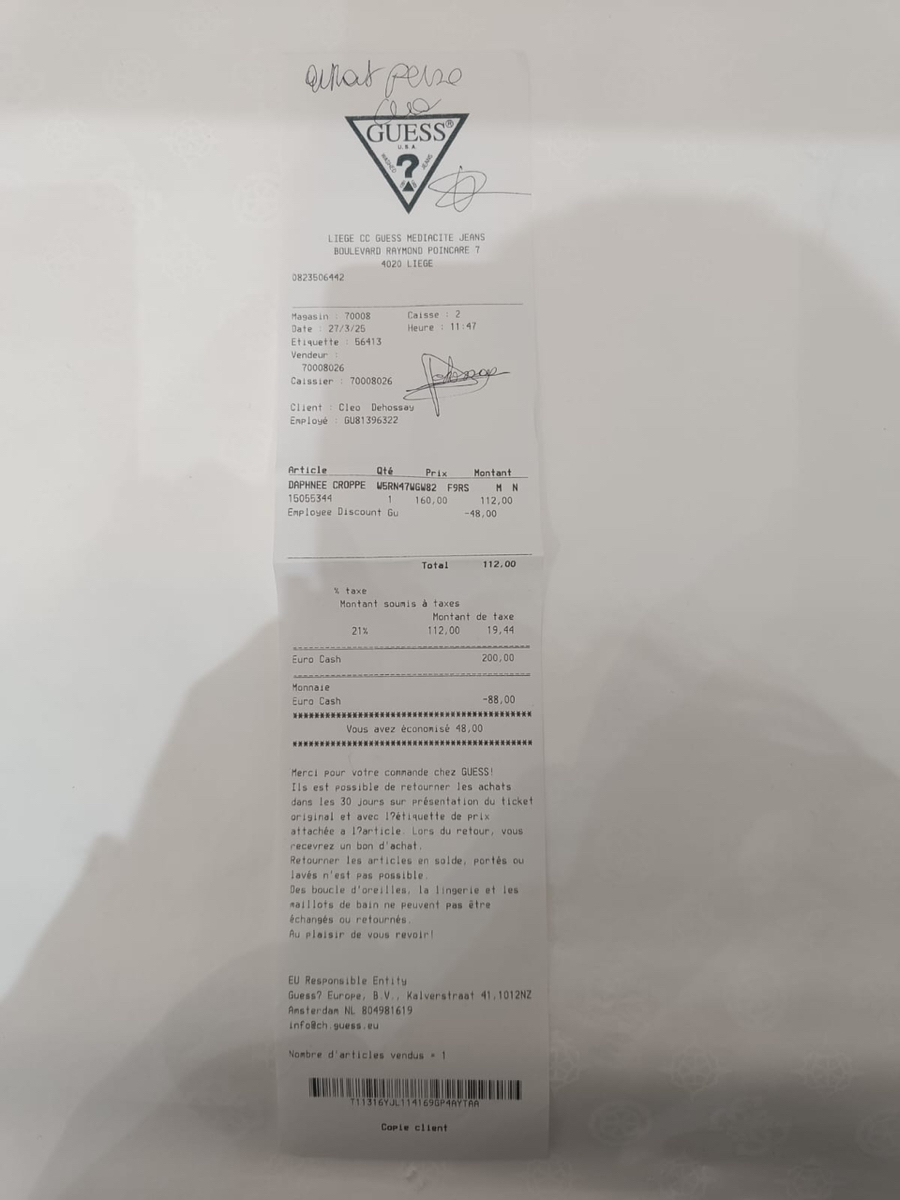 achat perso
Cleo
GUESS®
U.S.A.
WASHED JEANS
?
LIEGE CC GUESS MEDIACITE JEANS
BOULEVARD RAYMOND POINCARE 7
4020 LIEGE
0823506442
Magasin : 70008 Caisse : 2
Date : 27/3/25 Heure : 11:47
Etiquette : 56413
Vendeur :
70008026
Caissier : 70008026
Client : Cleo Dehossay
Employé : GU81396322
Article Qté Prix Montant
DAPHNEE CROPPE W5RN47WGW82 F9RS M N
15055344 1 160,00 112,00
Employee Discount Gu -48,00
Total 112,00
% taxe
Montant soumis à taxes
Montant de taxe
21% 112,00 19,44
Euro Cash 200,00
Monnaie
Euro Cash -88,00
********************************************
Vous avez économisé 48,00
********************************************
Merci pour votre commande chez GUESS!
Ils est possible de retourner les achats
dans les 30 jours sur présentation du ticket
original et avec l?étiquette de prix
attachée a l?article. Lors du retour, vous
recevrez un bon d'achat.
Retourner les articles en solde, portés ou
lavés n'est pas possible.
Des boucle d'oreilles, la lingerie et les
maillots de bain ne peuvent pas être
échangés ou retournés.
Au plaisir de vous revoir!
EU Responsible Entity
Guess? Europe, B.V., Kalverstraat 41,1012NZ
Amsterdam NL 804981619
info@ch.guess.eu
Nombre d'articles vendus = 1
T11316YJL114169GP4AYTAA
Copie client